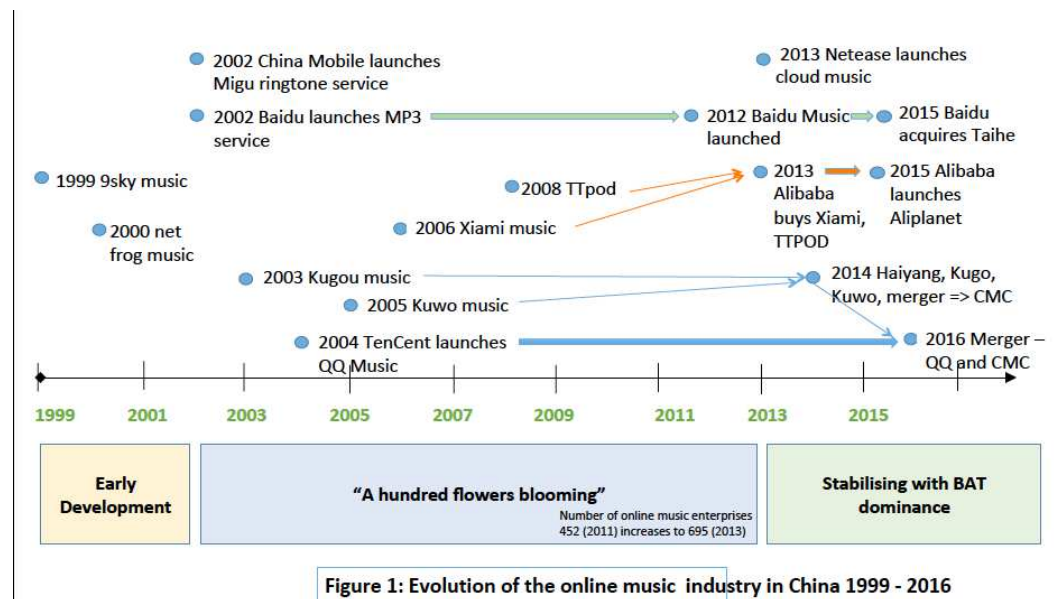 2002 China Mobile launches
Migu ringtone service
2013 Netease launches
cloud music
2002 Baidu launches MP3
service
2012 Baidu Music
launched
2015 Baidu
acquires Taihe
1999 9sky music
2008 TTpod
2013
Alibaba
buys Xiami,
TTPOD
2015 Alibaba
launches
Aliplanet
2000 net
frog music
2006 Xiami music
2003 Kugou music
2014 Haiyang, Kugo,
Kuwo, merger => CMC
2005 Kuwo music
2004 TenCent launches
QQ Music
2016 Merger –
QQ and CMC
1999
2001
2003
2005
2007
2009
2011
2013
2015
Early
Development
“A hundred flowers blooming”
Number of online music enterprises
452 (2011) increases to 695 (2013)
Stabilising with BAT
dominance
Figure 1: Evolution of the online music industry in China 1999 - 2016